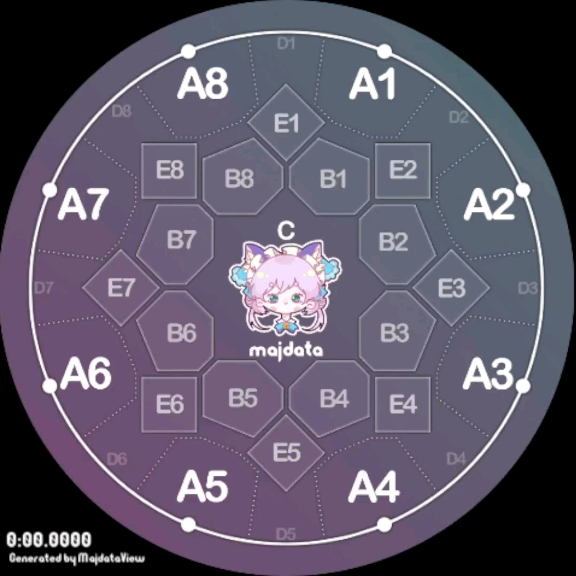 D1
A8 A1
D8 D2
E1
E8 B8 B1 E2
A7 A2
C
B7 B2
D7 E7 E3 D3
B6 majdata B3
A6 A3
E6 B5 B4 E4
E5
D6 D4
A5 A4
D5
0:00.0000
Generated by MajdataView